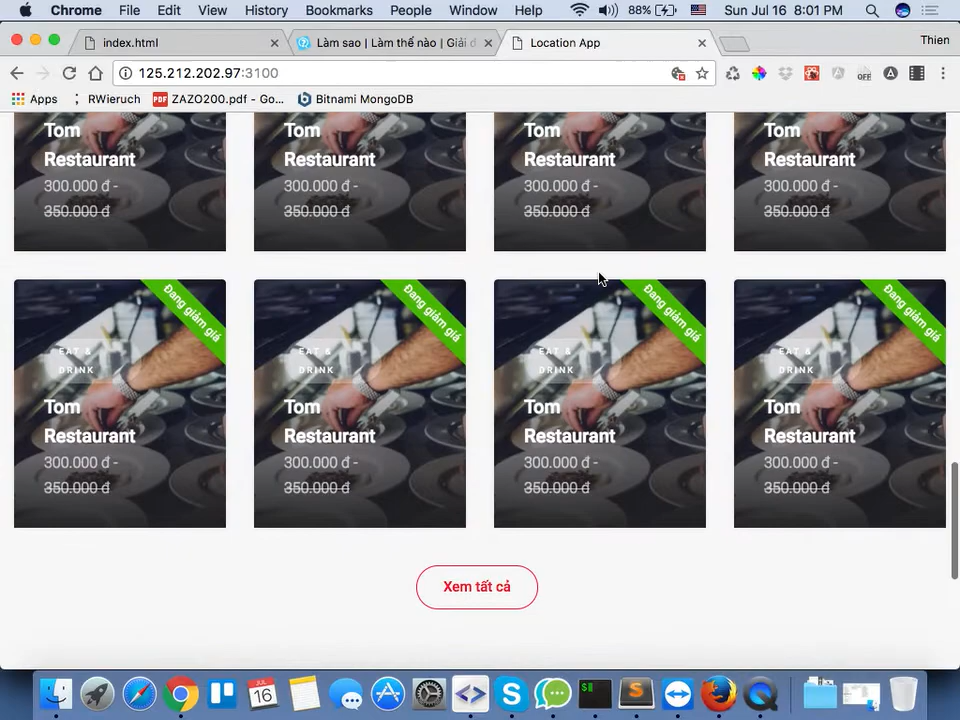 Chrome File Edit View History Bookmarks People Window Help 88% Sun Jul 16 8:01 PM
index.html
Làm sao | Làm thế nào | Giải đ
Location App
Thien
125.212.202.97:3100
OFF
Apps
RWieruch
PDF ZAZO200.pdf - Go...
Bitnami MongoDB
Tom
Restaurant
300.000 đ -
350.000 đ
Tom
Restaurant
300.000 đ -
350.000 đ
Tom
Restaurant
300.000 đ -
350.000 đ
Tom
Restaurant
300.000 đ -
350.000 đ
Đang giảm giá
EAT &
DRINK
Tom
Restaurant
300.000 đ -
350.000 đ
Đang giảm giá
EAT &
DRINK
Tom
Restaurant
300.000 đ -
350.000 đ
Đang giảm giá
EAT &
DRINK
Tom
Restaurant
300.000 đ -
350.000 đ
Đang giảm giá
EAT &
DRINK
Tom
Restaurant
300.000 đ -
350.000 đ
Xem tất cả
JUL
16